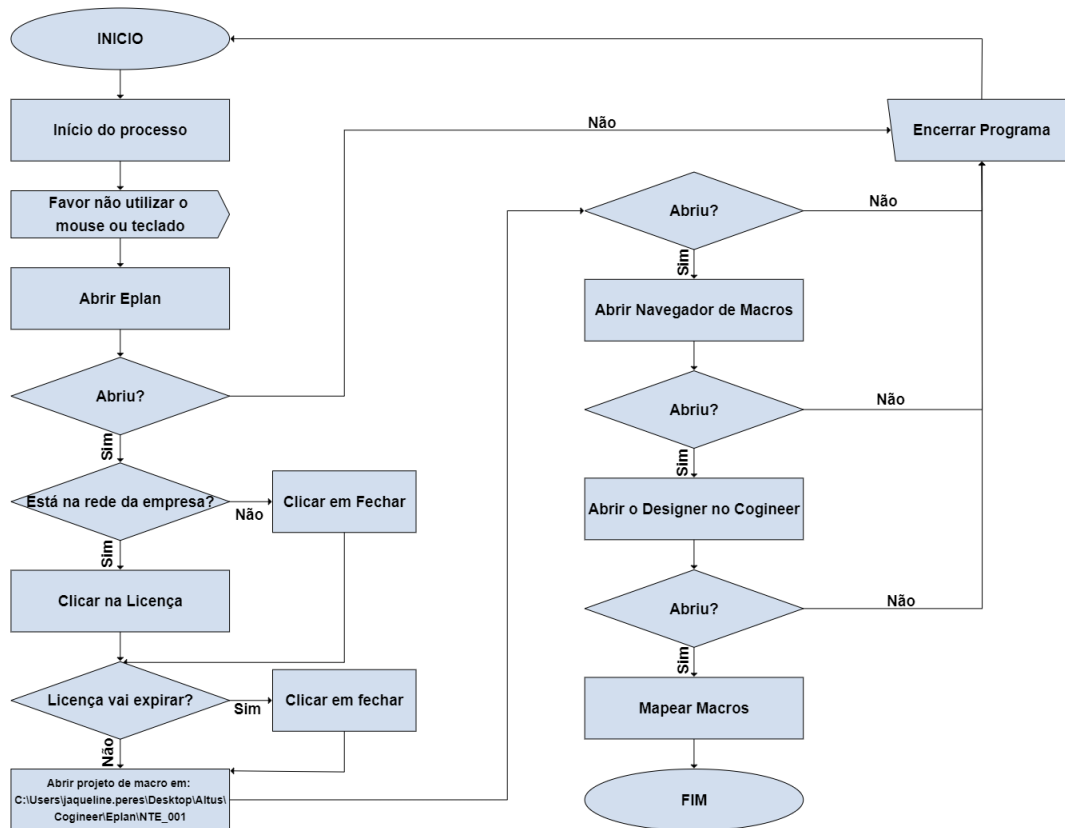 INICIO
Início do processo
Favor não utilizar o
mouse ou teclado
Abrir Eplan
Abriu?
Não
Sim
Está na rede da empresa?
Não
Clicar em Fechar
Sim
Clicar na Licença
Licença vai expirar?
Sim
Clicar em fechar
Não
Abrir projeto de macro em:
C:\Users\jaqueline.peres\Desktop\Altus\
Cogineer\Eplan\NTE_001
Abriu?
Não
Sim
Abrir Navegador de Macros
Abriu?
Não
Sim
Abrir o Designer no Cogineer
Abriu?
Não
Sim
Mapear Macros
FIM
Encerrar Programa